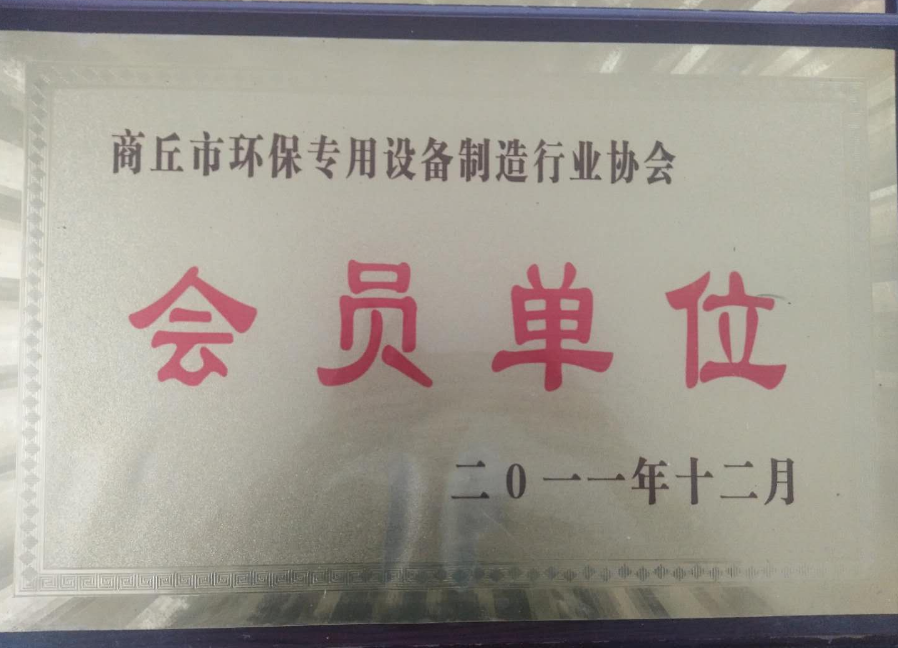 商丘市环保专用设备制造行业协会
会员单位
二0一一年十二月